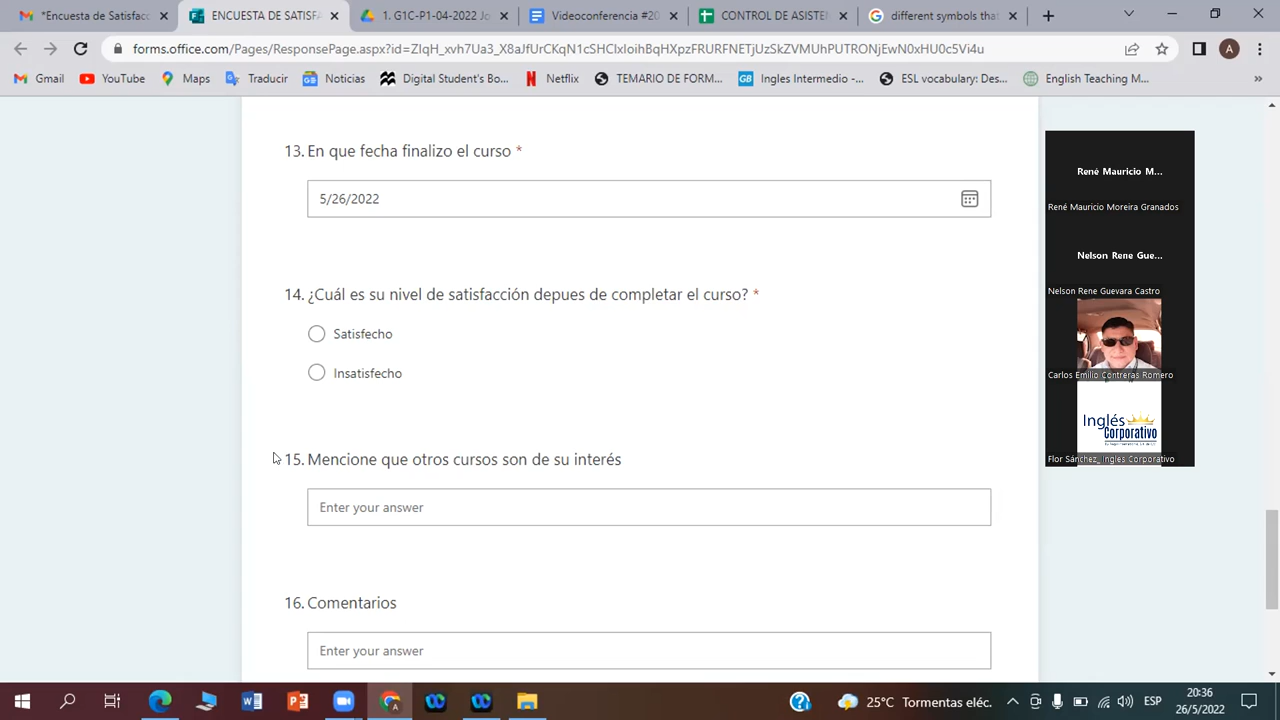 *Encuesta de Satisfacc
ENCUESTA DE SATISFA
1. G1C-P1-04-2022 Jo
Videoconferencia #20
CONTROL DE ASISTEN
different symbols that
forms.office.com/Pages/ResponsePage.aspx?id=ZIqH_xvh7Ua3_X8aJfUrCKqN1cSHCIxIoihBqHXpzFRURFNETjUzSkZVMUhPUTRONjEwN0xHU0c5Vi4u
A
Gmail
YouTube
Maps
Traducir
Noticias
Digital Student's Bo...
Netflix
TEMARIO DE FORM...
Ingles Intermedio -...
ESL vocabulary: Des...
English Teaching M...
»
13. En que fecha finalizo el curso *
5/26/2022
14. ¿Cuál es su nivel de satisfacción depues de completar el curso? *
Satisfecho
Insatisfecho
15. Mencione que otros cursos son de su interés
Enter your answer
16. Comentarios
Enter your answer
René Mauricio M...
René Mauricio Moreira Granados
Nelson Rene Gue...
Nelson Rene Guevara Castro
Carlos Emilio Contreras Romero
Inglés
Corporativo
Flor Sánchez_ Ingles Corporativo
25°C Tormentas eléc.
ESP
20:36
26/5/2022